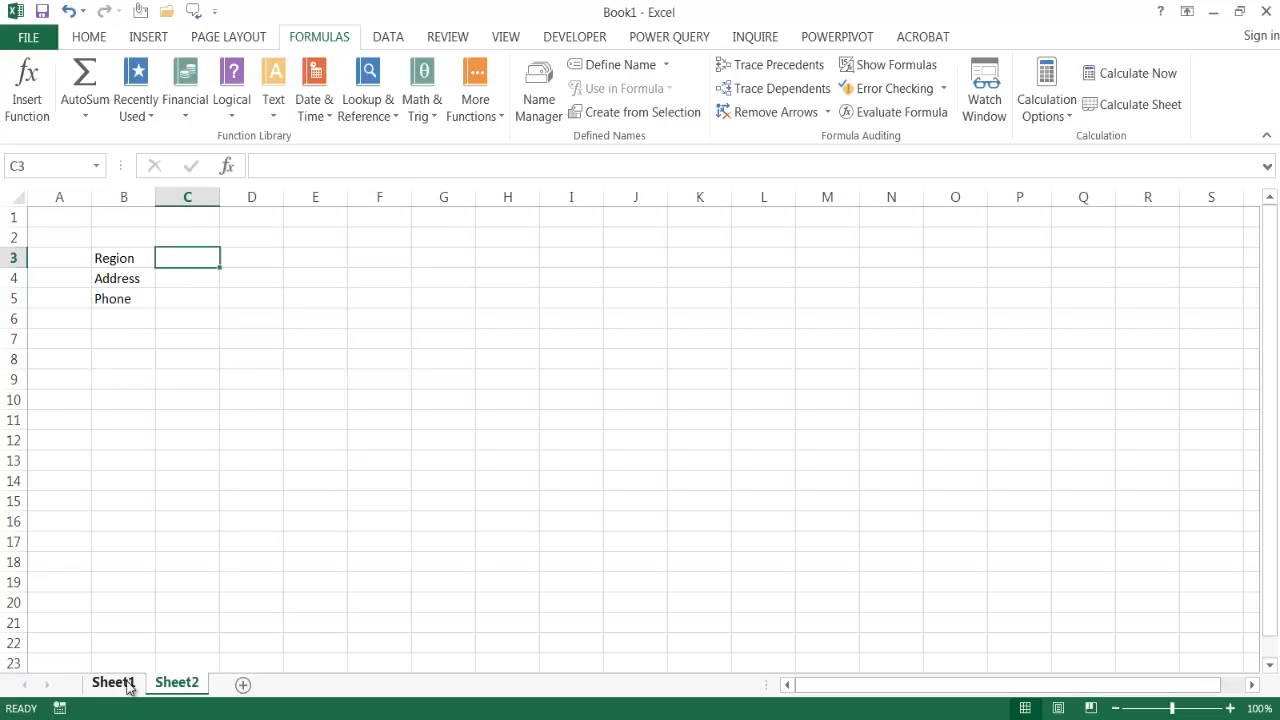 Book1 - Excel
? 
FILE HOME INSERT PAGE LAYOUT FORMULAS DATA REVIEW VIEW DEVELOPER POWER QUERY INQUIRE POWERPIVOT ACROBAT Sign in
Insert Function
AutoSum
Recently Used
Financial
Logical
Text
Date & Time
Lookup & Reference
Math & Trig
More Functions
Function Library
Name Manager
Define Name
Use in Formula
Create from Selection
Defined Names
Trace Precedents
Trace Dependents
Remove Arrows
Show Formulas
Error Checking
Evaluate Formula
Formula Auditing
Watch Window
Calculation Options
Calculate Now
Calculate Sheet
Calculation
C3 fx
A B C D E F G H I J K L M N O P Q R S
1
2
3 Region
4 Address
5 Phone
6
7
8
9
10
11
12
13
14
15
16
17
18
19
20
21
22
23
Sheet1 Sheet2
READY 100%